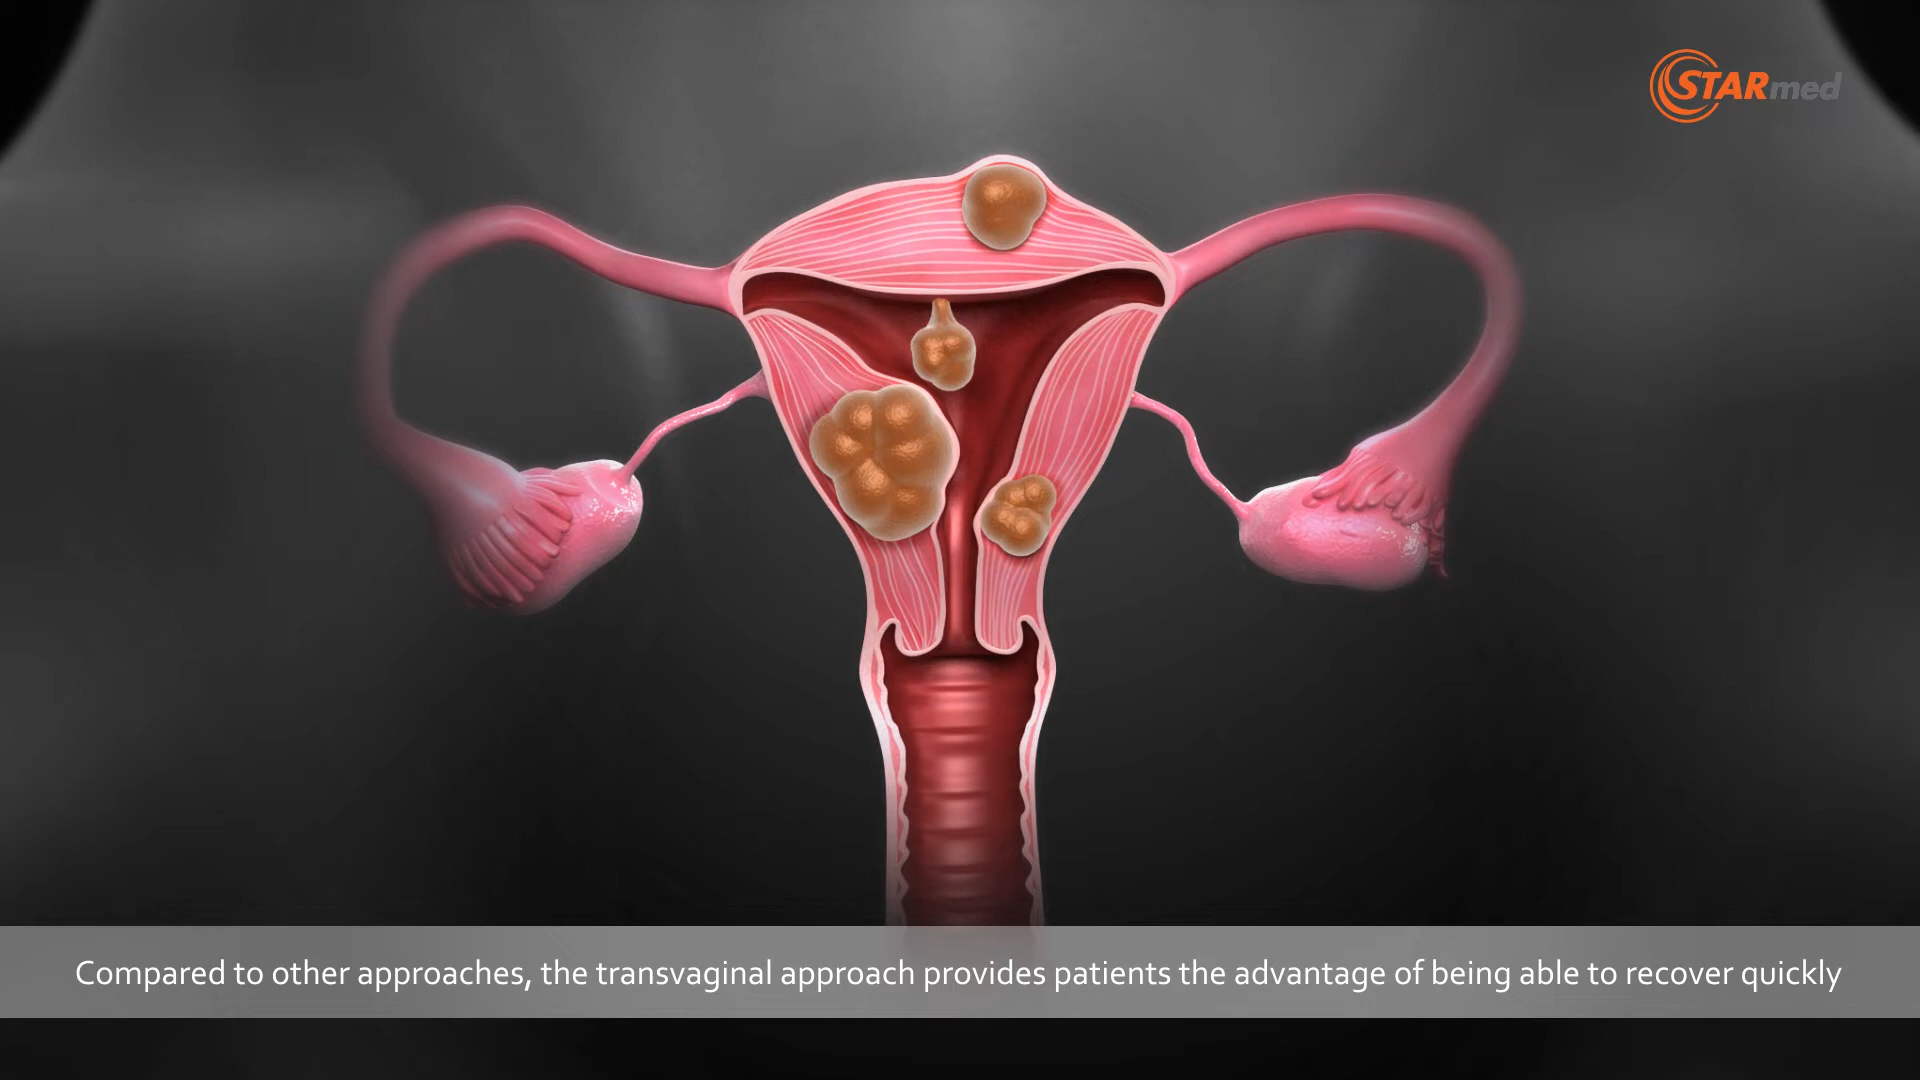 STARmed
Compared to other approaches, the transvaginal approach provides patients the advantage of being able to recover quickly